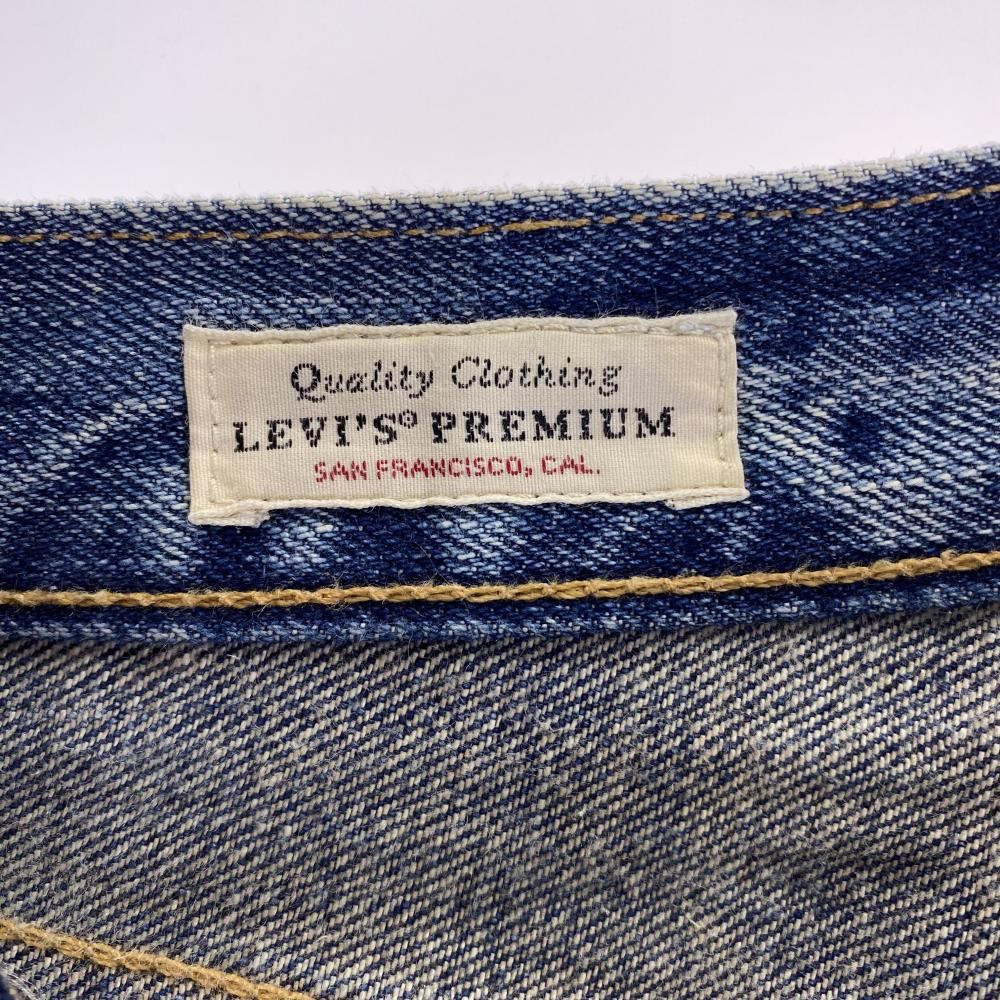 Quality Clothing
LEVI'S® PREMIUM
SAN FRANCISCO, CAL.